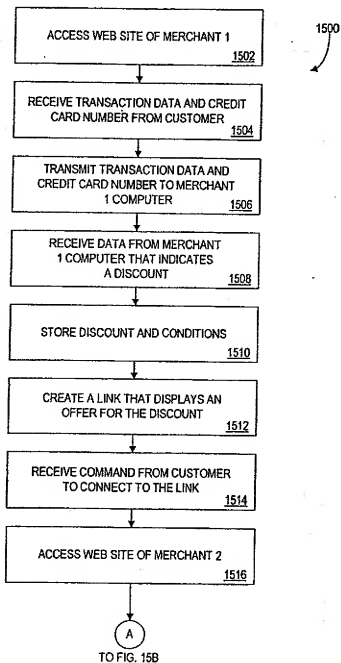 1500
ACCESS WEB SITE OF MERCHANT 1
1502
RECEIVE TRANSACTION DATA AND CREDIT
CARD NUMBER FROM CUSTOMER
1504
TRANSMIT TRANSACTION DATA AND
CREDIT CARD NUMBER TO MERCHANT
1 COMPUTER
1506
RECEIVE DATA FROM MERCHANT
1 COMPUTER THAT INDICATES
A DISCOUNT
1508
STORE DISCOUNT AND CONDITIONS
1510
CREATE A LINK THAT DISPLAYS AN
OFFER FOR THE DISCOUNT
1512
RECEIVE COMMAND FROM CUSTOMER
TO CONNECT TO THE LINK
1514
ACCESS WEB SITE OF MERCHANT 2
1516
A
TO FIG. 15B